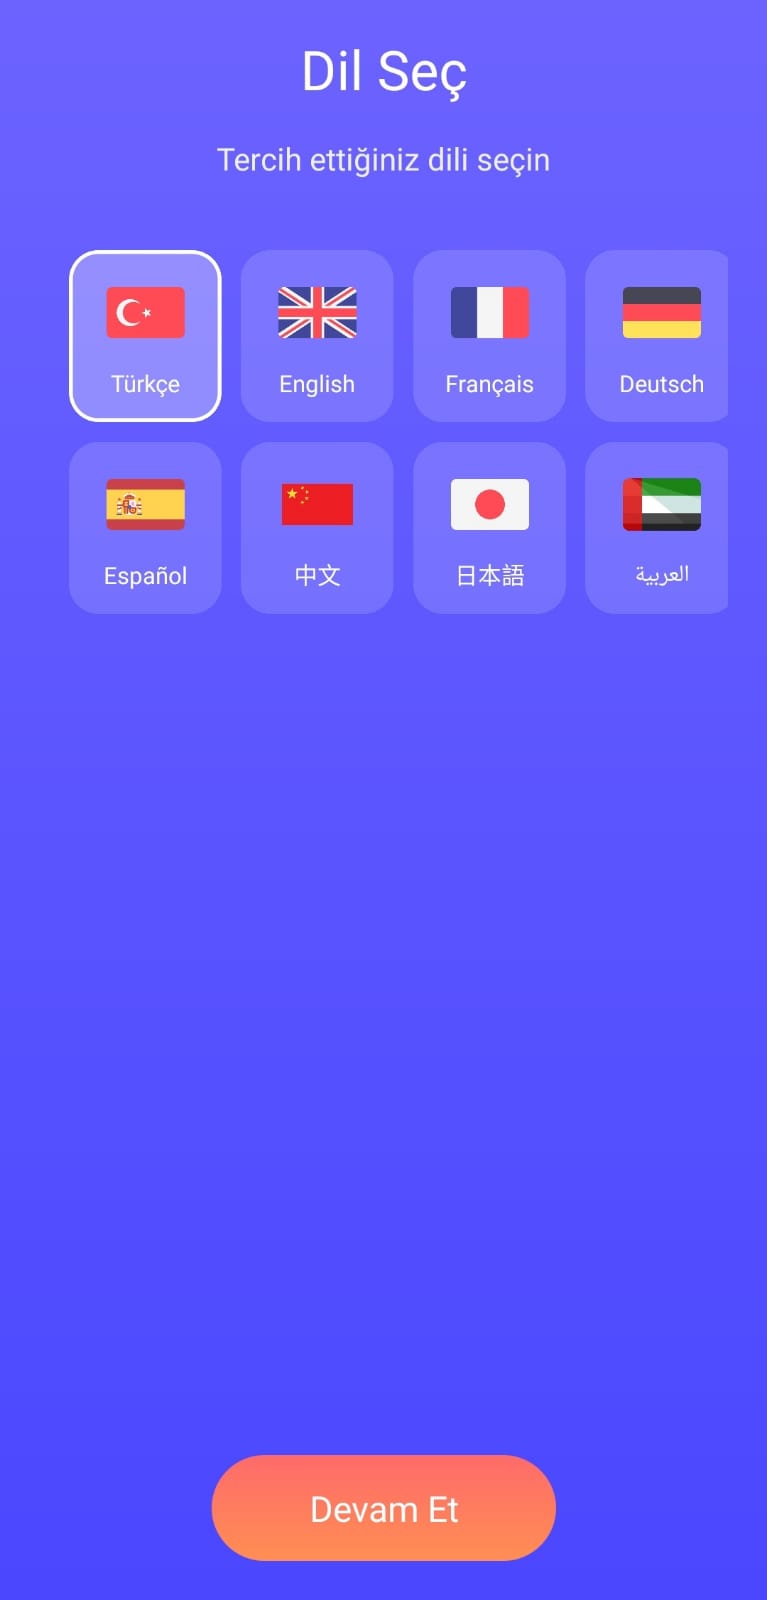 Dil Seç
Tercih ettiğiniz dili seçin
Türkçe
English
Français
Deutsch
Español
中文
日本語
العربية
Devam Et